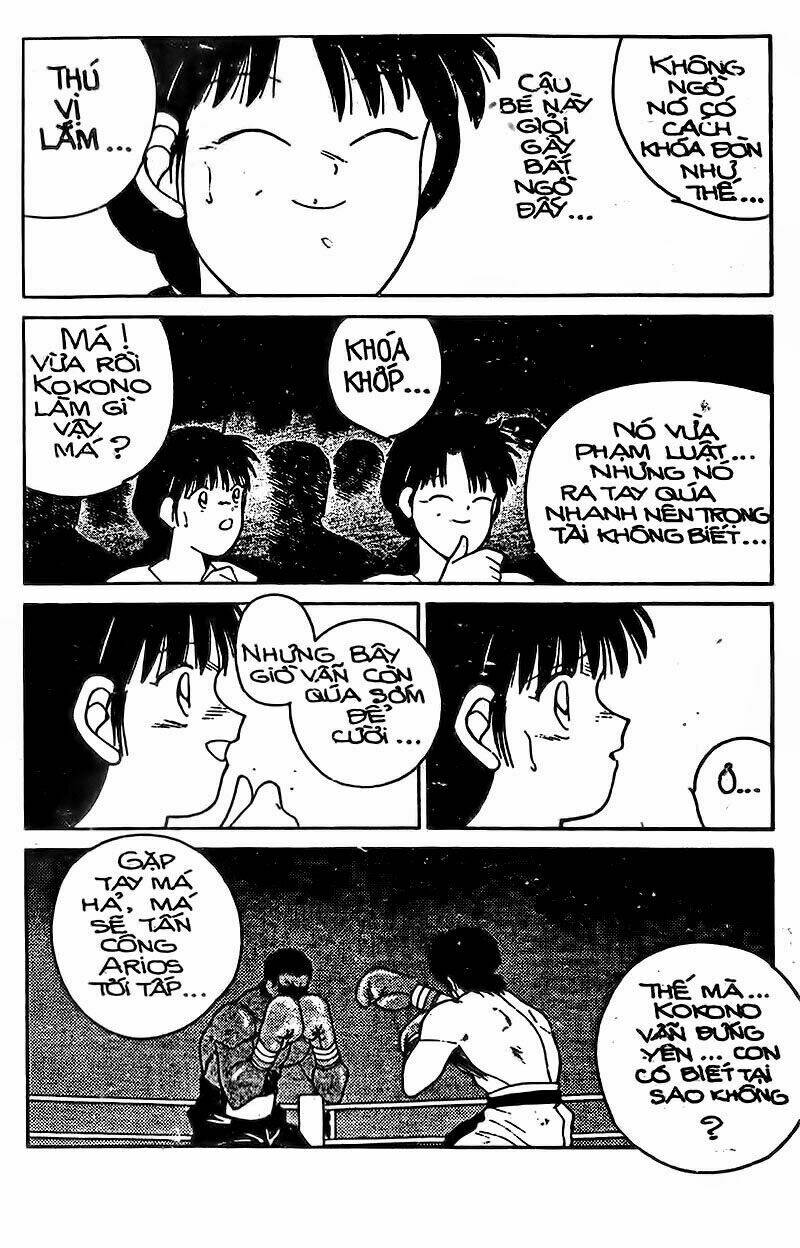 KHÔNG
NGỜ
NÓ CÓ
CÁCH
KHÓA ĐÒN
NHƯ
THẾ...
CẬU
BÉ NÀY
GIỎI
GÂY
BẤT
NGỜ
ĐẤY...
THÚ
VỊ
LẮM...
MÁ!
VỪA RỒI
KOKONO
LÀM GÌ
VẬY
MÁ?
KHÓA
KHỚP...
NÓ VỪA
PHẠM LUẬT...
NHƯNG NÓ
RA TAY QÚA
NHANH NÊN TRỌNG
TÀI KHÔNG BIẾT...
NHƯNG BÂY
GIỜ VẪN CÒN
QÚA SỚM
ĐỂ
CƯỜI...
Ô...
GẶP
TAY MÁ
HẢ, MÁ
SẼ TẤN
CÔNG
ARIOS
TỚI TẤP...
THẾ MÀ...
KOKONO
VẪN ĐỨNG
YÊN... CON
CÓ BIẾT TẠI
SAO KHÔNG
?